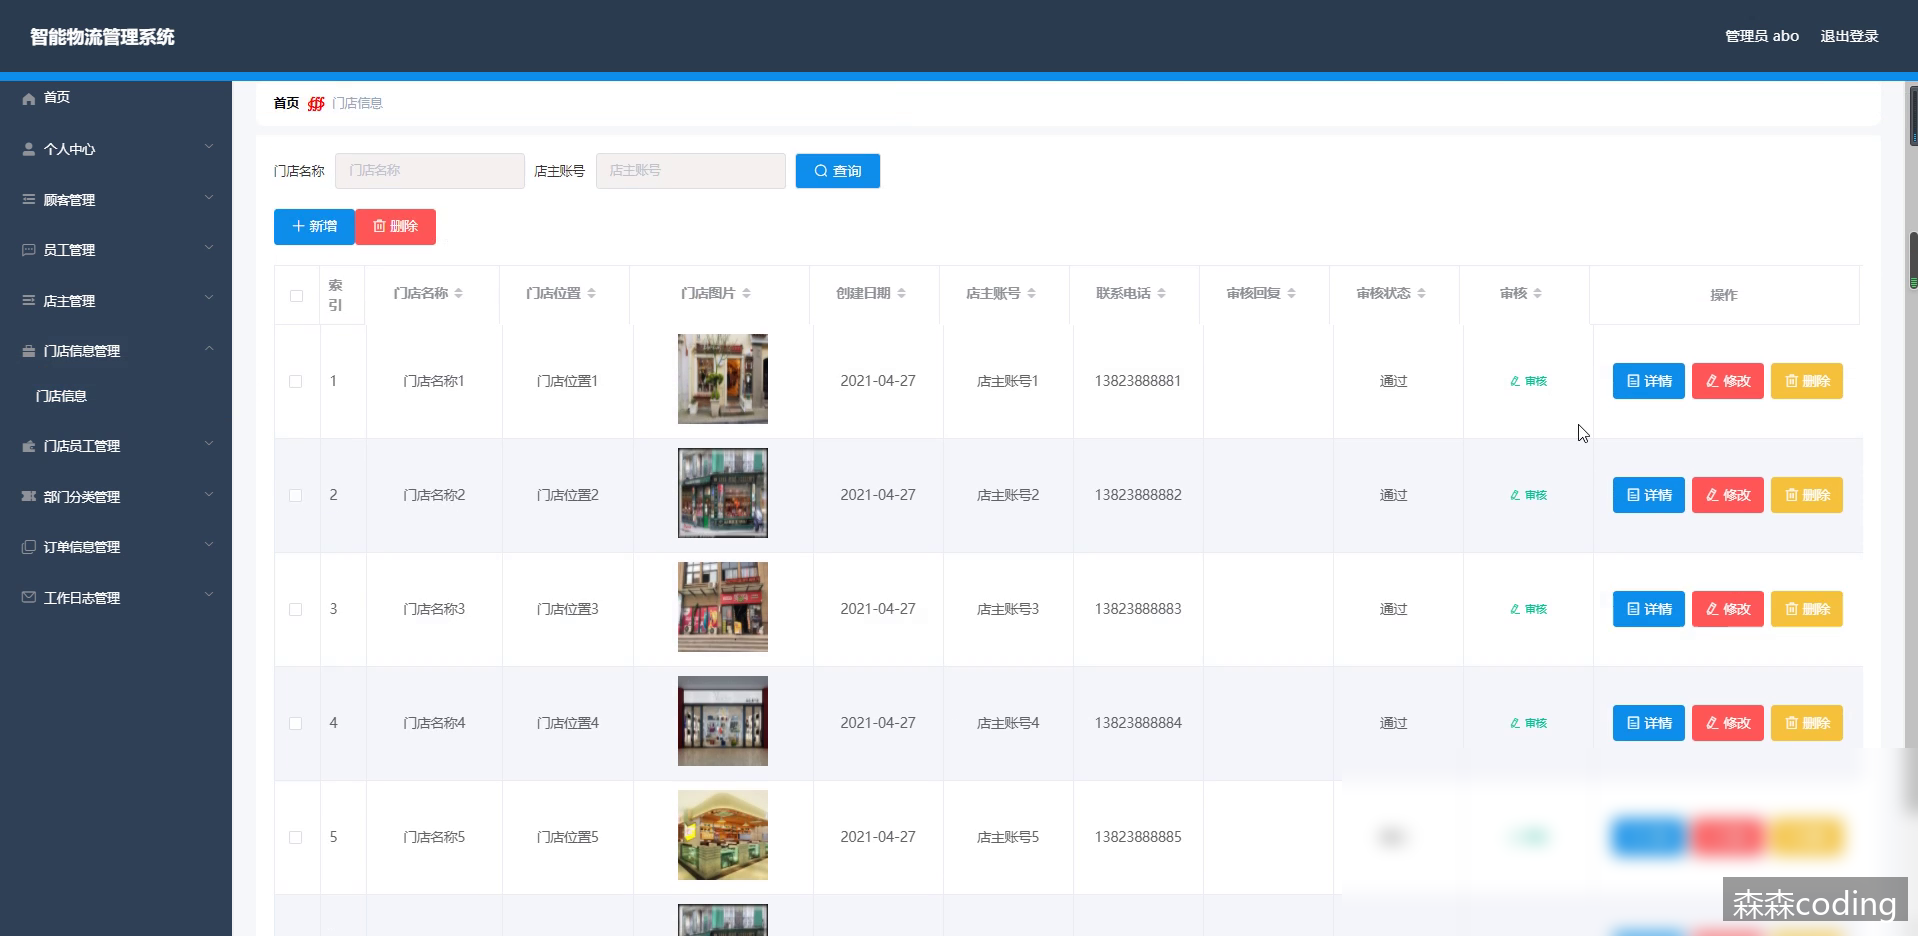 智能物流管理系统
管理员 abo 退出登录
首页
个人中心
顾客管理
员工管理
店主管理
门店信息管理
门店信息
门店员工管理
部门分类管理
订单信息管理
工作日志管理
首页 门店信息
门店名称 门店名称 店主账号 店主账号 查询
新增 删除
索引 门店名称 门店位置 门店图片 创建日期 店主账号 联系电话 审核回复 审核状态 审核 操作
1 门店名称1 门店位置1 2021-04-27 店主账号1 13823888881 通过 审核 详情 修改 删除
2 门店名称2 门店位置2 2021-04-27 店主账号2 13823888882 通过 审核 详情 修改 删除
3 门店名称3 门店位置3 2021-04-27 店主账号3 13823888883 通过 审核 详情 修改 删除
4 门店名称4 门店位置4 2021-04-27 店主账号4 13823888884 通过 审核 详情 修改 删除
5 门店名称5 门店位置5 2021-04-27 店主账号5 13823888885
森森coding